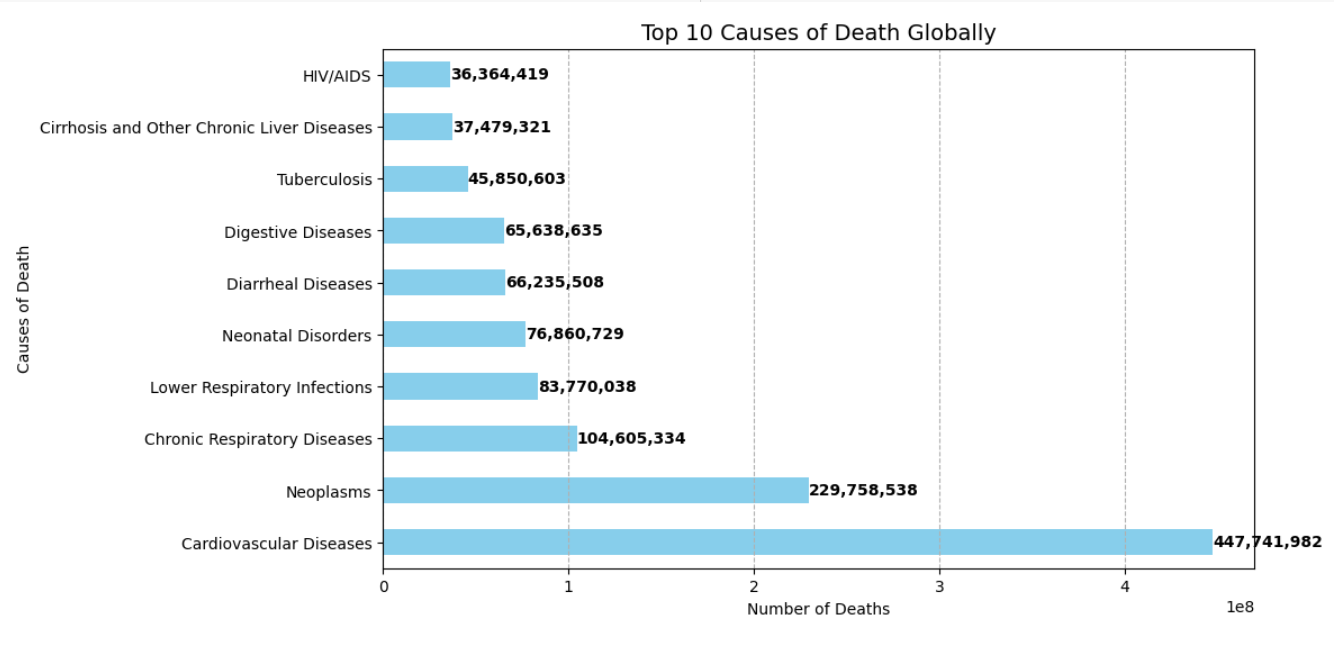 Top 10 Causes of Death Globally
HIV/AIDS 36,364,419
Cirrhosis and Other Chronic Liver Diseases 37,479,321
Tuberculosis 45,850,603
Digestive Diseases 65,638,635
Diarrheal Diseases 66,235,508
Neonatal Disorders 76,860,729
Lower Respiratory Infections 83,770,038
Chronic Respiratory Diseases 104,605,334
Neoplasms 229,758,538
Cardiovascular Diseases 447,741,982
Causes of Death
0 1 2 3 4
Number of Deaths
1e8